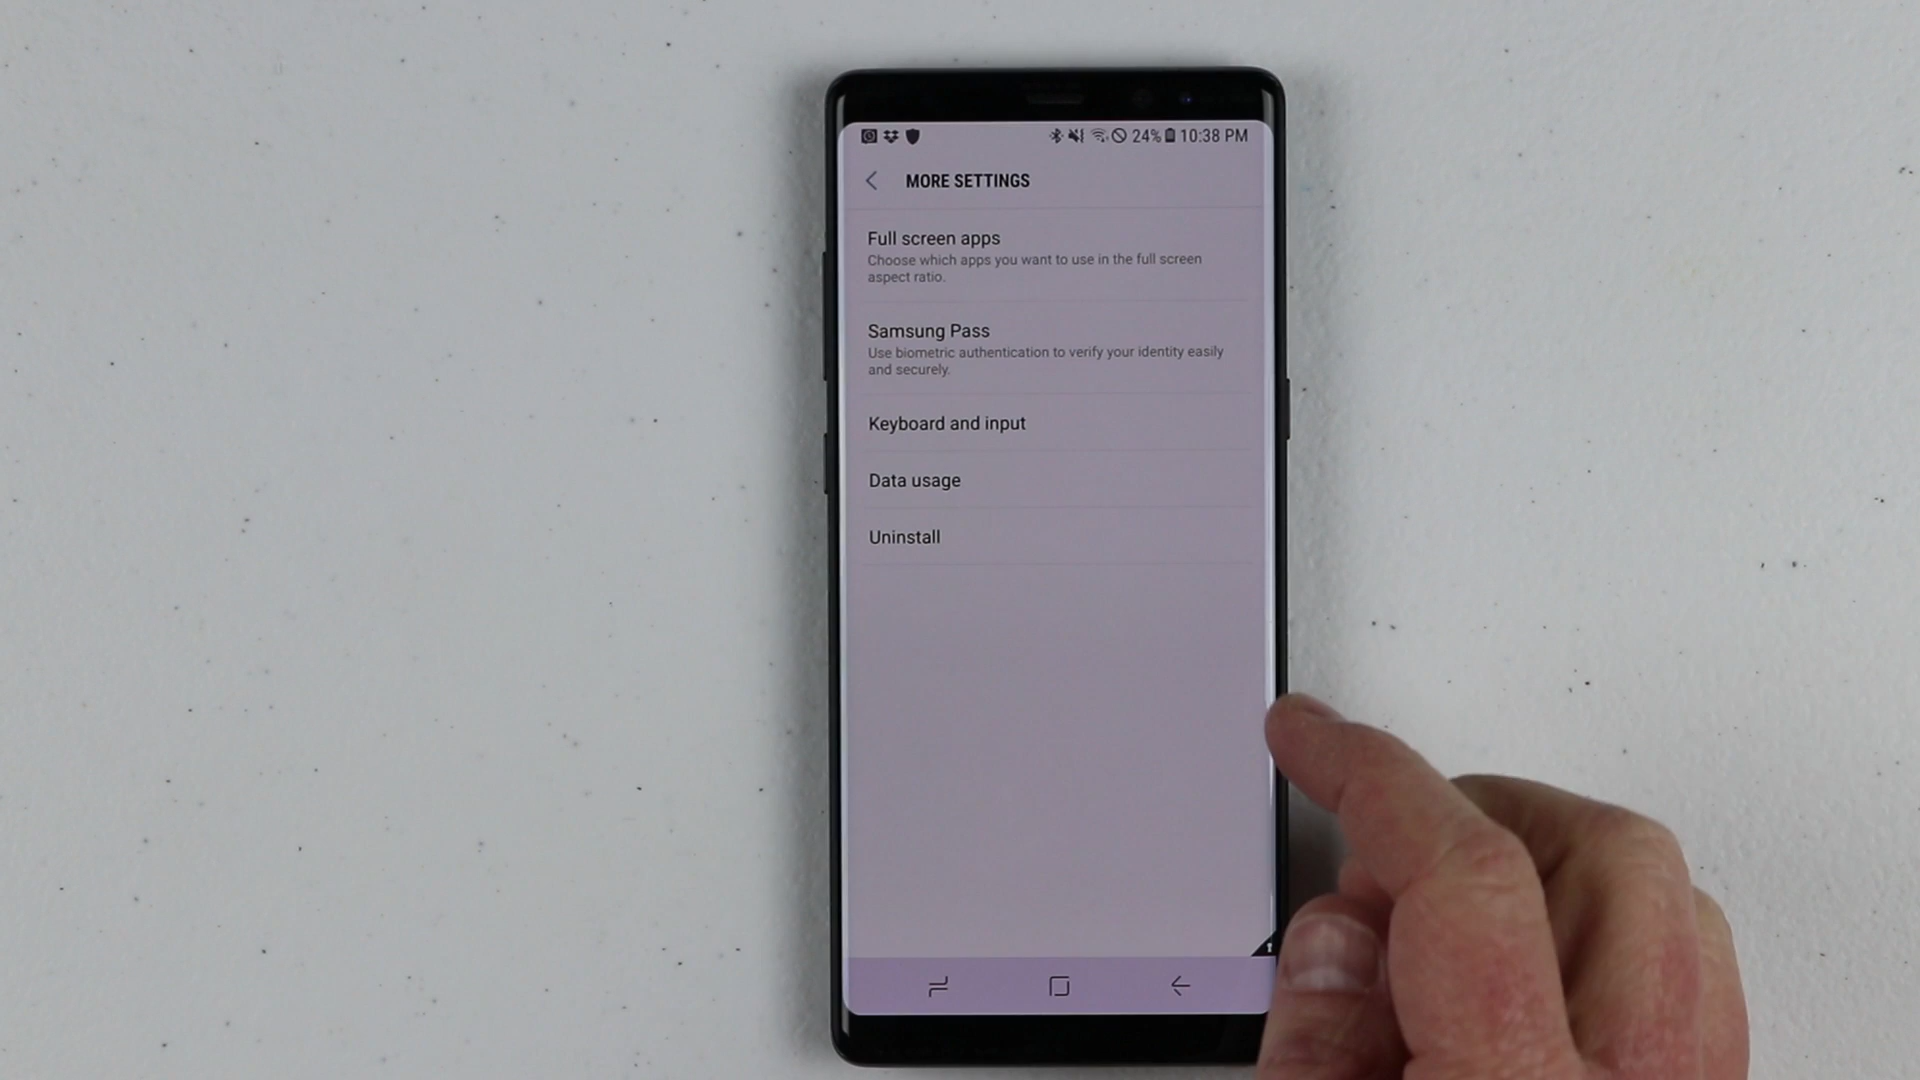 24% 10:38 PM
MORE SETTINGS
Full screen apps
Choose which apps you want to use in the full screen
aspect ratio.
Samsung Pass
Use biometric authentication to verify your identity easily
and securely.
Keyboard and input
Data usage
Uninstall